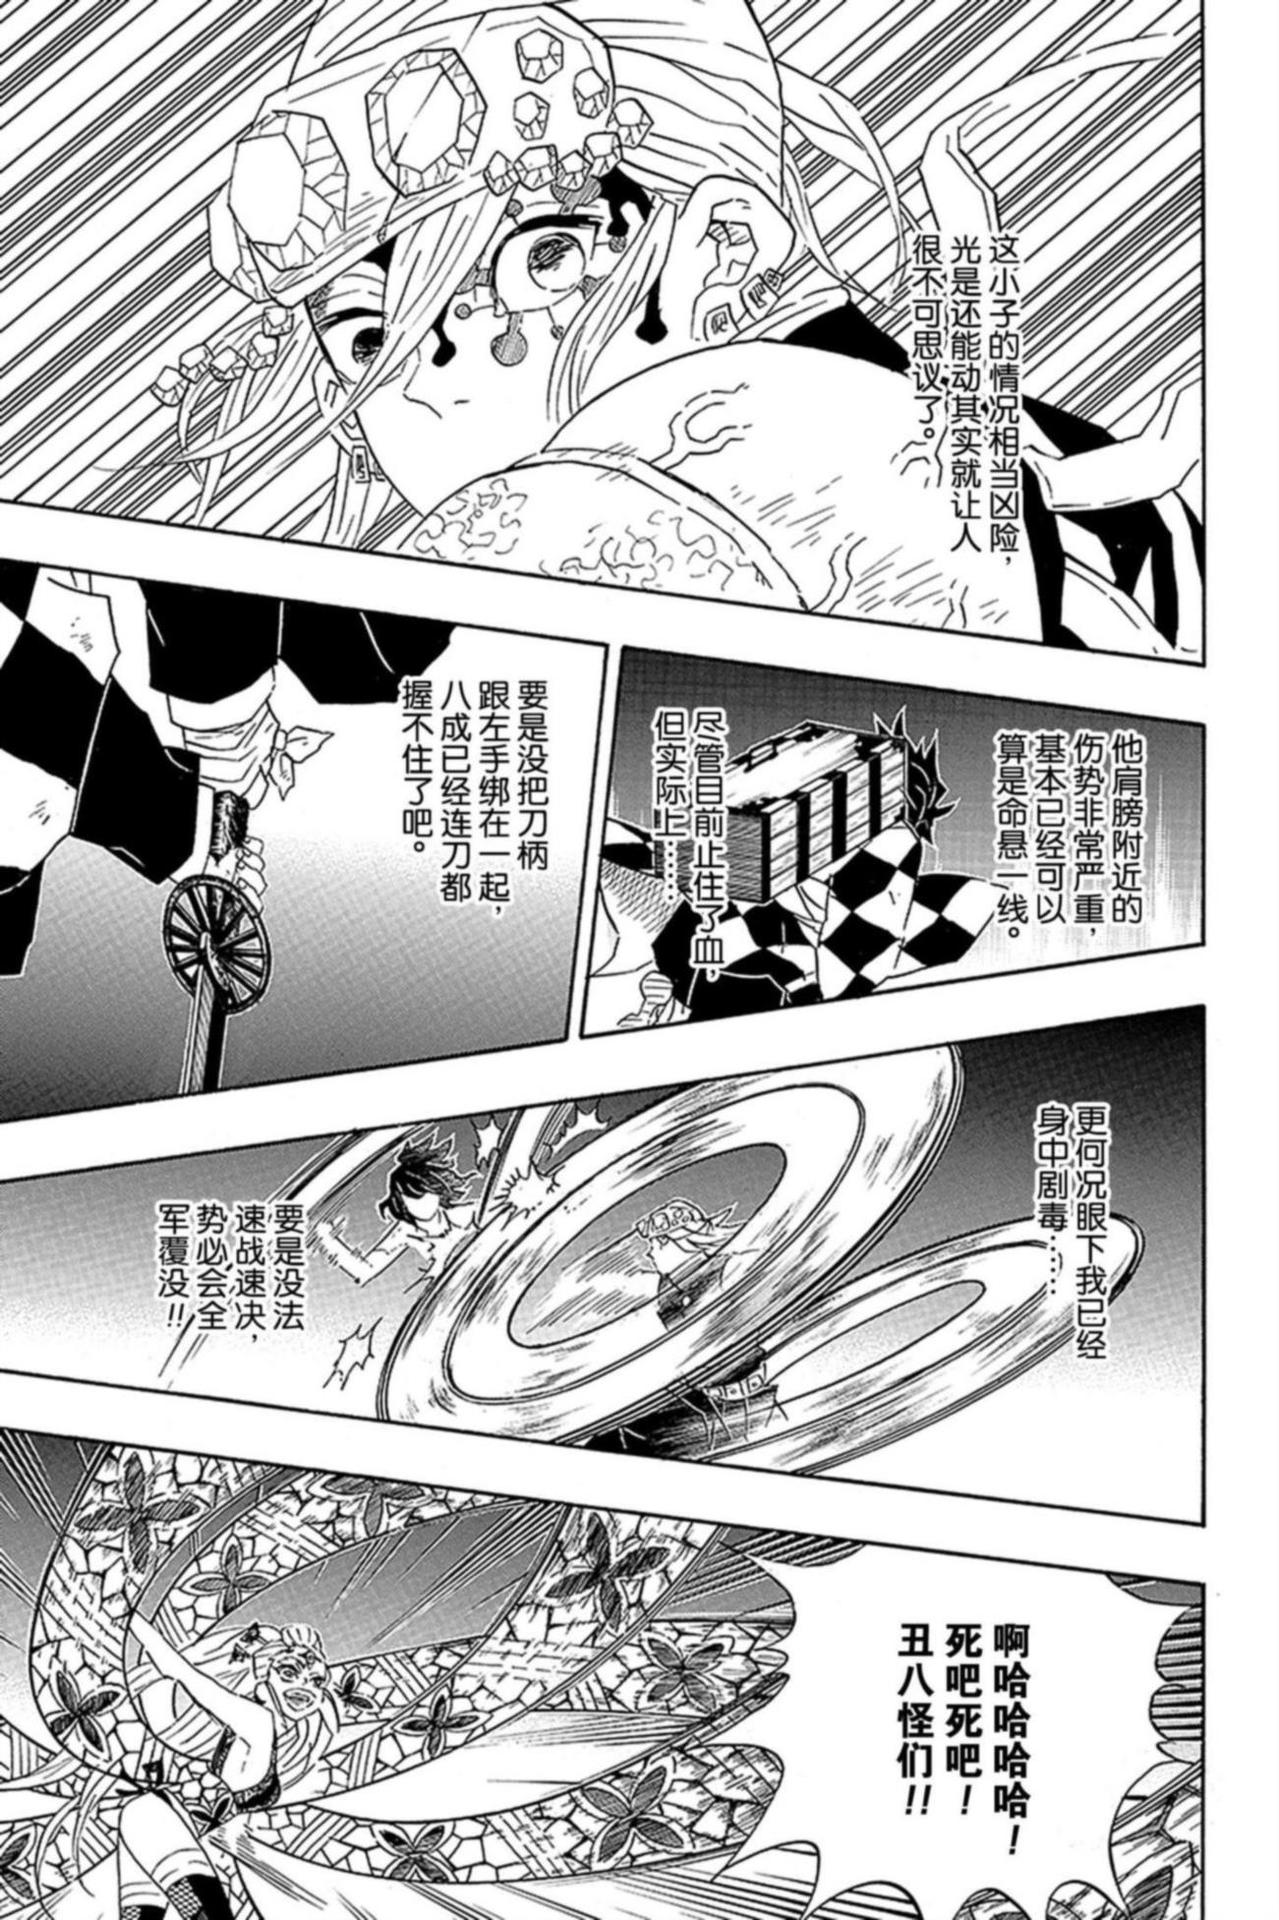 这小子的情况相当凶险，
光是还能动其实就让人
很不可思议了。
他肩膀附近的
伤势非常严重，
基本已经可以
算是命悬一线。
尽管目前止住了血，
但实际上……
要是没把刀柄
跟左手绑在一起，
八成已经连刀都
握不住了吧。
更何况眼下我已经
身中剧毒……
要是没法
速战速决，
势必会全
军覆没!!
啊哈哈哈哈！
死吧死吧！
丑八怪们!!